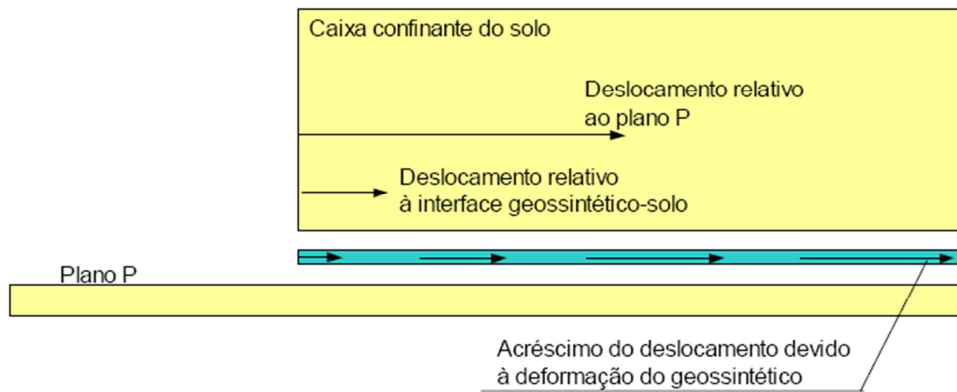 Caixa confinante do solo
Deslocamento relativo
ao plano P
Deslocamento relativo
à interface geossintético-solo
Plano P
Acréscimo do deslocamento devido
à deformação do geossintético